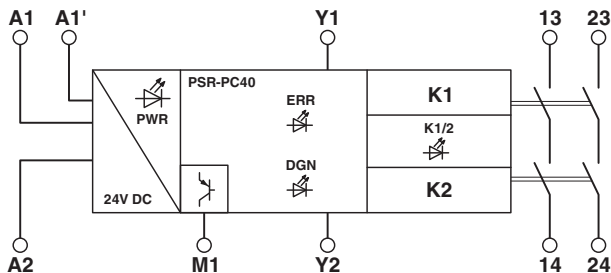 A1 A1' Y1 13 23
PSR-PC40
PWR
ERR
K1
K1/2
DGN
K2
24V DC
A2 M1 Y2 14 24